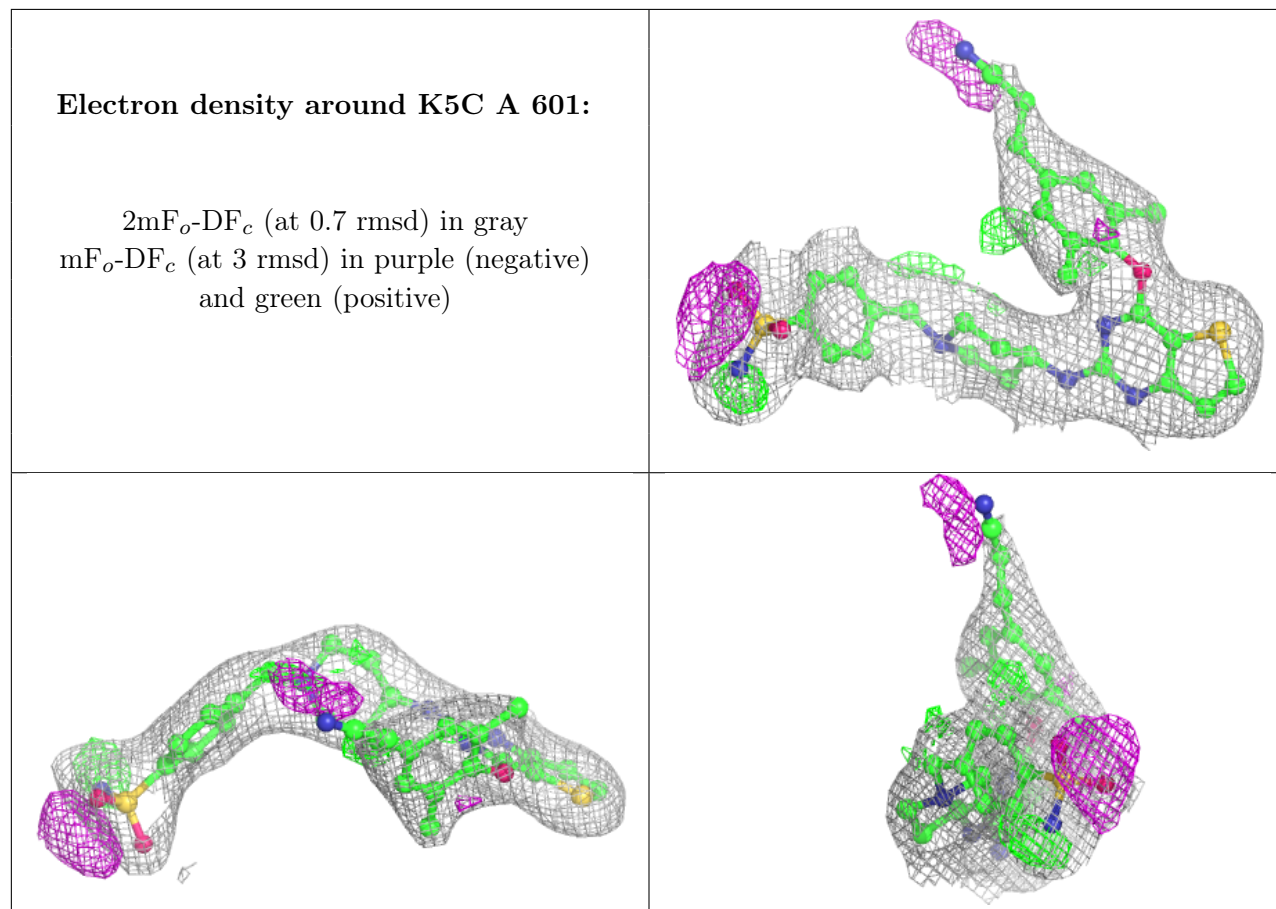 Electron density around K5C A 601:
2mFo-DFc (at 0.7 rmsd) in gray
mFo-DFc (at 3 rmsd) in purple (negative)
and green (positive)